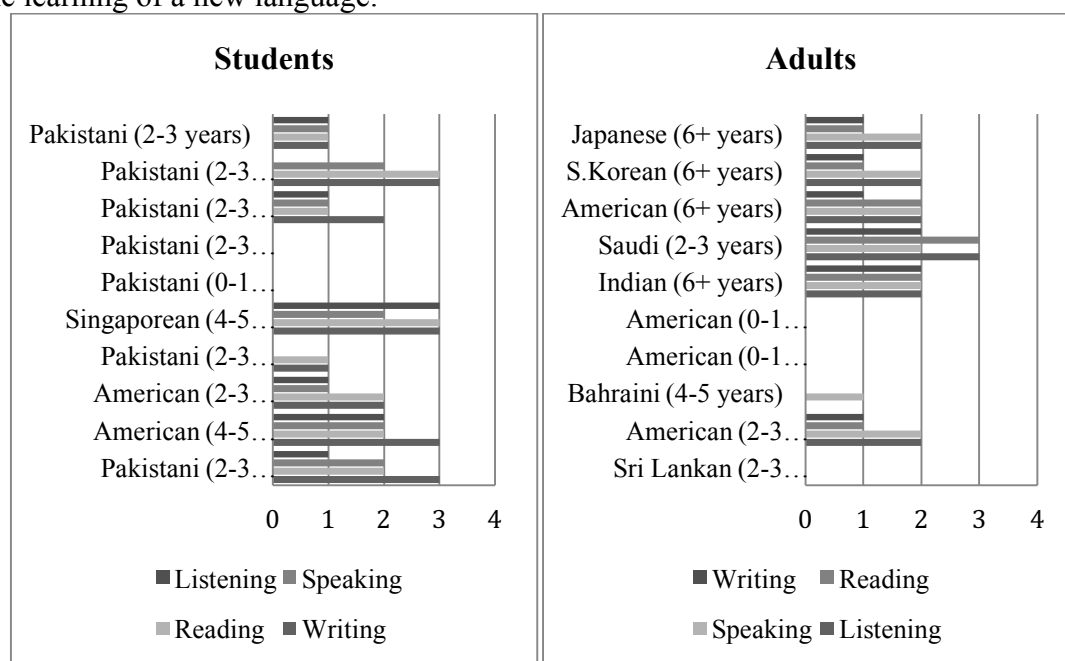 learning of a new language.
Students
Pakistani (2-3 years)
Pakistani (2-3…
Pakistani (2-3…
Pakistani (2-3…
Pakistani (0-1…
Singaporean (4-5…
Pakistani (2-3…
American (2-3…
American (4-5…
Pakistani (2-3…
0 1 2 3 4
Listening Speaking
Reading Writing
Adults
Japanese (6+ years)
S.Korean (6+ years)
American (6+ years)
Saudi (2-3 years)
Indian (6+ years)
American (0-1…
American (0-1…
Bahraini (4-5 years)
American (2-3…
Sri Lankan (2-3…
0 1 2 3 4
Writing Reading
Speaking Listening